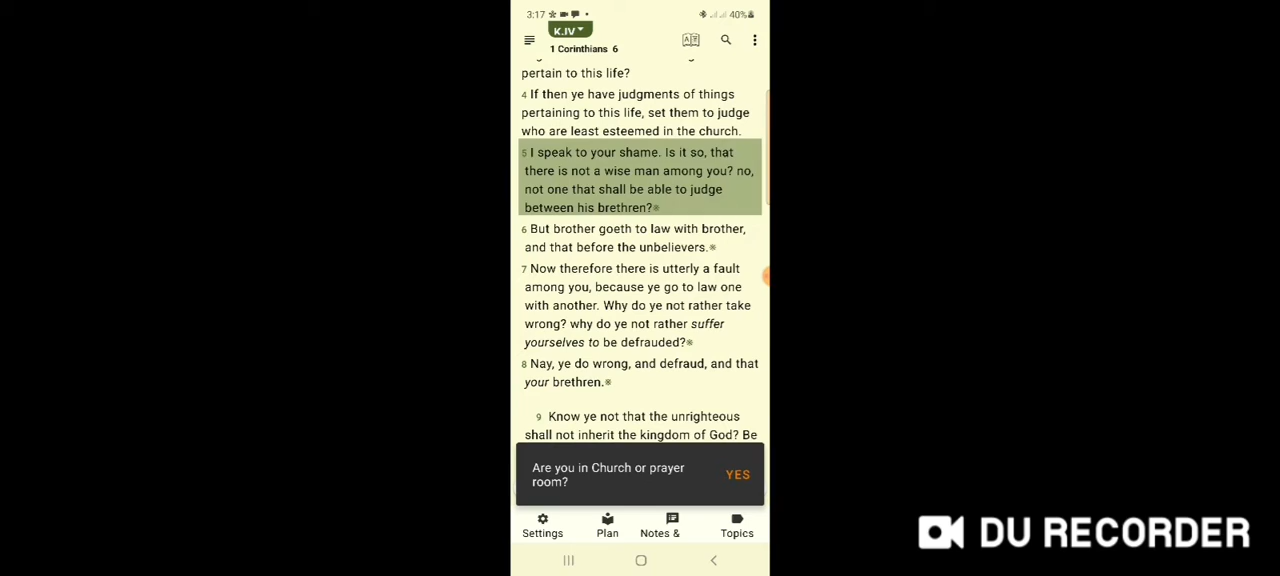 3:17
40%
KJV
1 Corinthians 6
pertain to this life?
4 If then ye have judgments of things
pertaining to this life, set them to judge
who are least esteemed in the church.
5 I speak to your shame. Is it so, that
there is not a wise man among you? no,
not one that shall be able to judge
between his brethren?※
6 But brother goeth to law with brother,
and that before the unbelievers.※
7 Now therefore there is utterly a fault
among you, because ye go to law one
with another. Why do ye not rather take
wrong? why do ye not rather suffer
yourselves to be defrauded?※
8 Nay, ye do wrong, and defraud, and that
your brethren.※
9 Know ye not that the unrighteous
shall not inherit the kingdom of God? Be
Are you in Church or prayer
room?
YES
Settings
Plan
Notes &
Topics
DU RECORDER